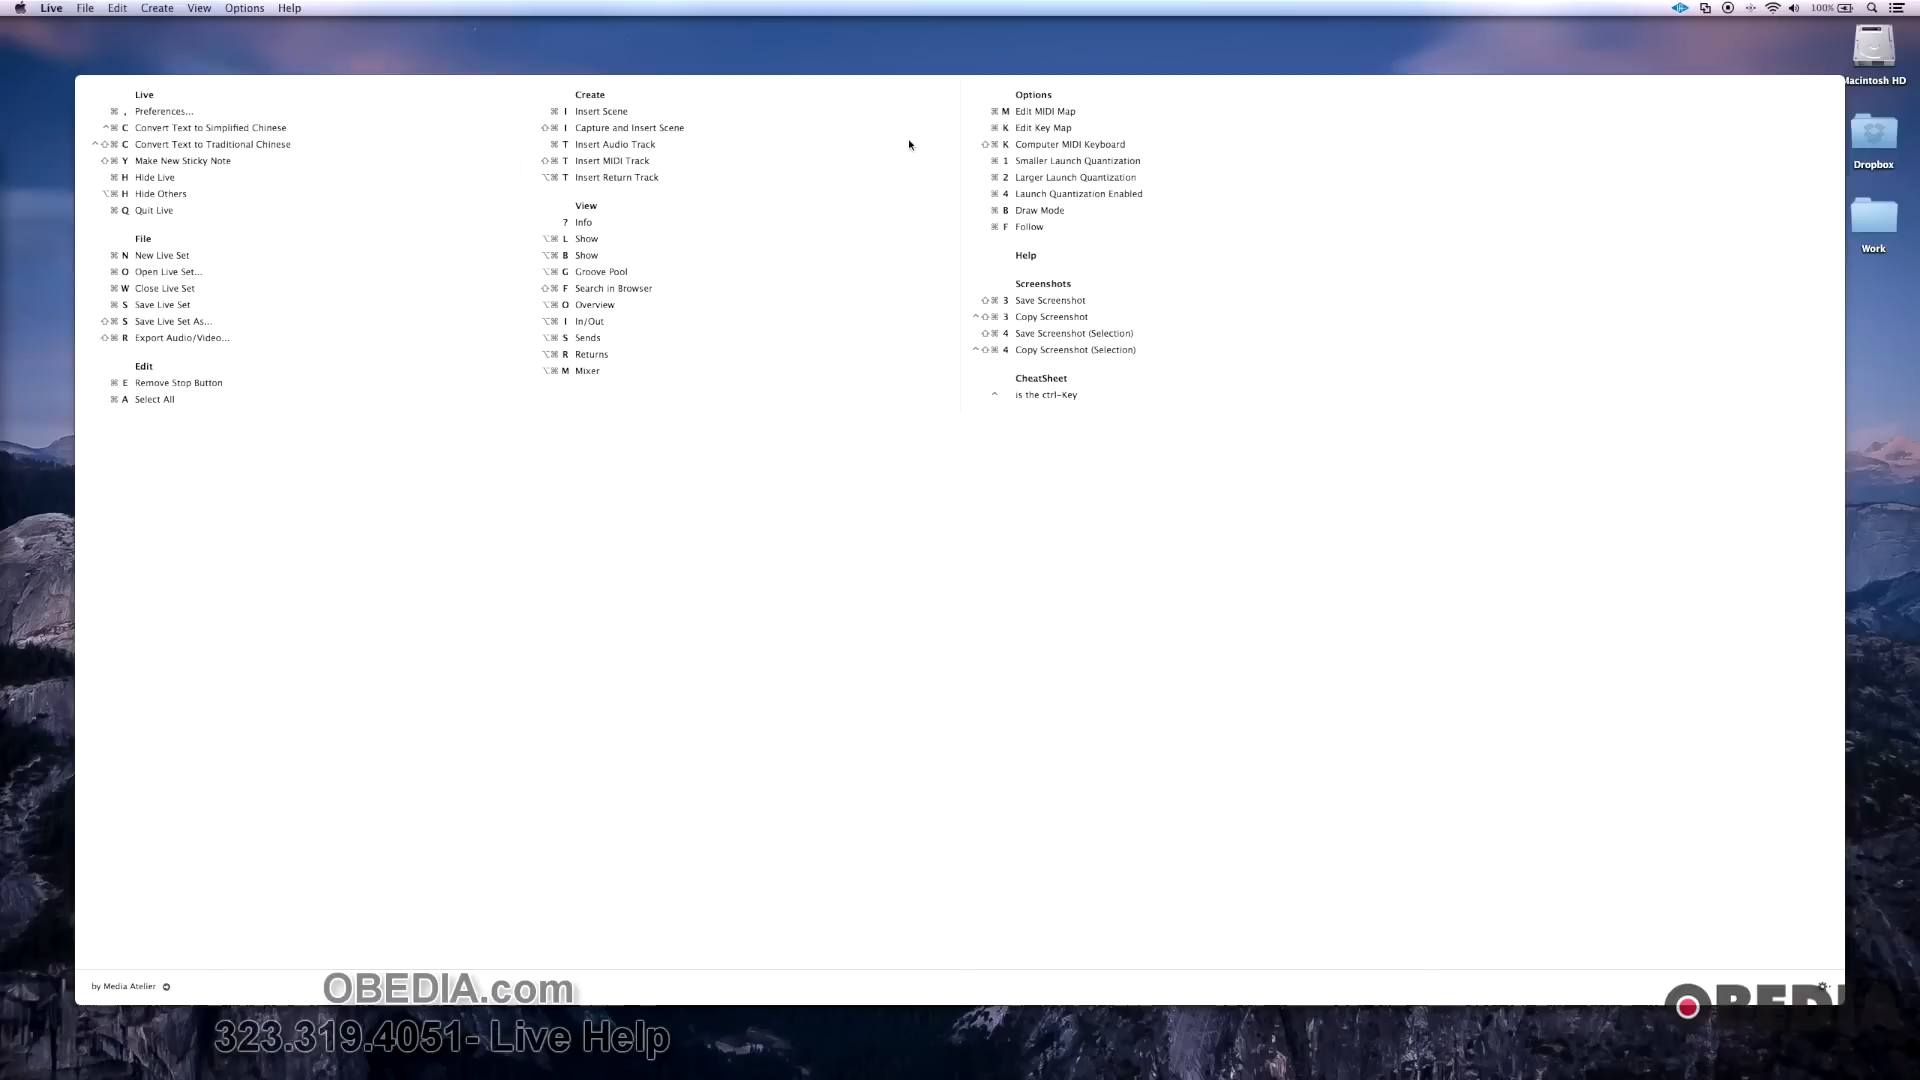 Live File Edit Create View Options Help 100%
Macintosh HD
Dropbox
Work
Live
⌘ , Preferences...
^⌘ C Convert Text to Simplified Chinese
^⇧⌘ C Convert Text to Traditional Chinese
⇧⌘ Y Make New Sticky Note
⌘ H Hide Live
⌥⌘ H Hide Others
⌘ Q Quit Live
File
⌘ N New Live Set
⌘ O Open Live Set...
⌘ W Close Live Set
⌘ S Save Live Set
⇧⌘ S Save Live Set As...
⇧⌘ R Export Audio/Video...
Edit
⌘ E Remove Stop Button
⌘ A Select All
Create
⌘ I Insert Scene
⇧⌘ I Capture and Insert Scene
⌘ T Insert Audio Track
⇧⌘ T Insert MIDI Track
⌥⌘ T Insert Return Track
View
? Info
⌥⌘ L Show
⌥⌘ B Show
⌥⌘ G Groove Pool
⇧⌘ F Search in Browser
⌥⌘ O Overview
⌥⌘ I In/Out
⌥⌘ S Sends
⌥⌘ R Returns
⌥⌘ M Mixer
Options
⌘ M Edit MIDI Map
⌘ K Edit Key Map
⇧⌘ K Computer MIDI Keyboard
⌘ 1 Smaller Launch Quantization
⌘ 2 Larger Launch Quantization
⌘ 4 Launch Quantization Enabled
⌘ B Draw Mode
⌘ F Follow
Help
Screenshots
⇧⌘ 3 Save Screenshot
^⇧⌘ 3 Copy Screenshot
⇧⌘ 4 Save Screenshot (Selection)
^⇧⌘ 4 Copy Screenshot (Selection)
CheatSheet
^ is the ctrl-Key
by Media Atelier
OBEDIA.com
323.319.4051- Live Help
OBEDIA